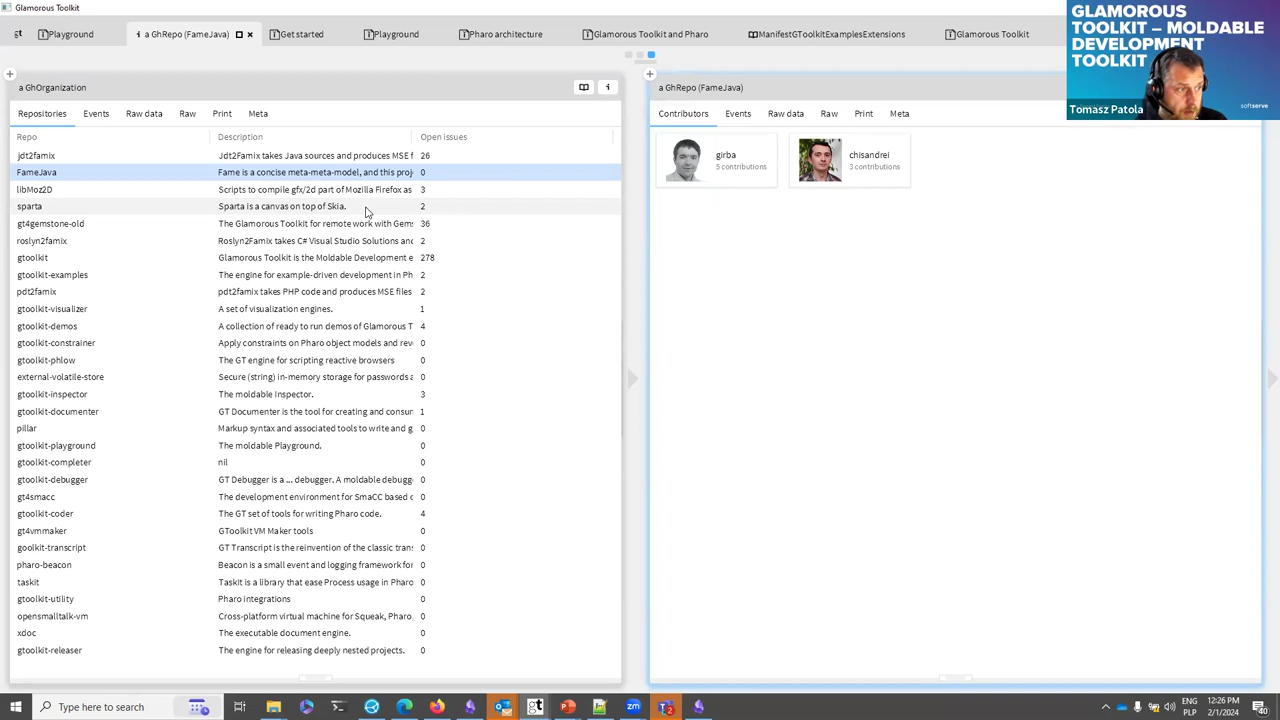 Glamorous Toolkit
gt Playground a GhRepo (FameJava) Get started Playground Pharo architecture Glamorous Toolkit and Pharo ManifestGToolkitExamplesExtensions Glamorous Toolkit
GLAMOROUS
TOOLKIT – MOLDABLE
DEVELOPMENT
TOOLKIT
Tomasz Patola
softserve
a GhOrganization
Repositories Events Raw data Raw Print Meta
Repo Description Open issues
jdt2famix Jdt2Famix takes Java sources and produces MSE f 26
FameJava Fame is a concise meta-meta-model, and this proj 0
libMoz2D Scripts to compile gfx/2d part of Mozilla Firefox as 3
sparta Sparta is a canvas on top of Skia. 2
gt4gemstone-old The Glamorous Toolkit for remote work with Gems 36
roslyn2famix Roslyn2Famix takes C# Visual Studio Solutions and 2
gtoolkit Glamorous Toolkit is the Moldable Development e 278
gtoolkit-examples The engine for example-driven development in Ph 2
pdt2famix pdt2famix takes PHP code and produces MSE files 2
gtoolkit-visualizer A set of visualization engines. 1
gtoolkit-demos A collection of ready to run demos of Glamorous T 4
gtoolkit-constrainer Apply constraints on Pharo object models and reve 0
gtoolkit-phlow The GT engine for scripting reactive browsers 0
external-volatile-store Secure (string) in-memory storage for passwords a 0
gtoolkit-inspector The moldable Inspector. 3
gtoolkit-documenter GT Documenter is the tool for creating and consum 1
pillar Markup syntax and associated tools to write and g 0
gtoolkit-playground The moldable Playground. 0
gtoolkit-completer nil 0
gtoolkit-debugger GT Debugger is a ... debugger. A moldable debugge 0
gt4smacc The development environment for SmaCC based c 0
gtoolkit-coder The GT set of tools for writing Pharo code. 4
gt4vmmaker GToolkit VM Maker tools 0
goolkit-transcript GT Transcript is the reinvention of the classic trans 0
pharo-beacon Beacon is a small event and logging framework for 0
taskit TaskIt is a library that ease Process usage in Pharo 0
gtoolkit-utility Pharo integrations 0
opensmalltalk-vm Cross-platform virtual machine for Squeak, Pharo, 0
xdoc The executable document engine. 0
gtoolkit-releaser The engine for releasing deeply nested projects. 0
a GhRepo (FameJava)
Contributors Events Raw data Raw Print Meta
girba
5 contributions
chisandrei
3 contributions
Type here to search
ENG
PLP
12:26 PM
2/1/2024
40